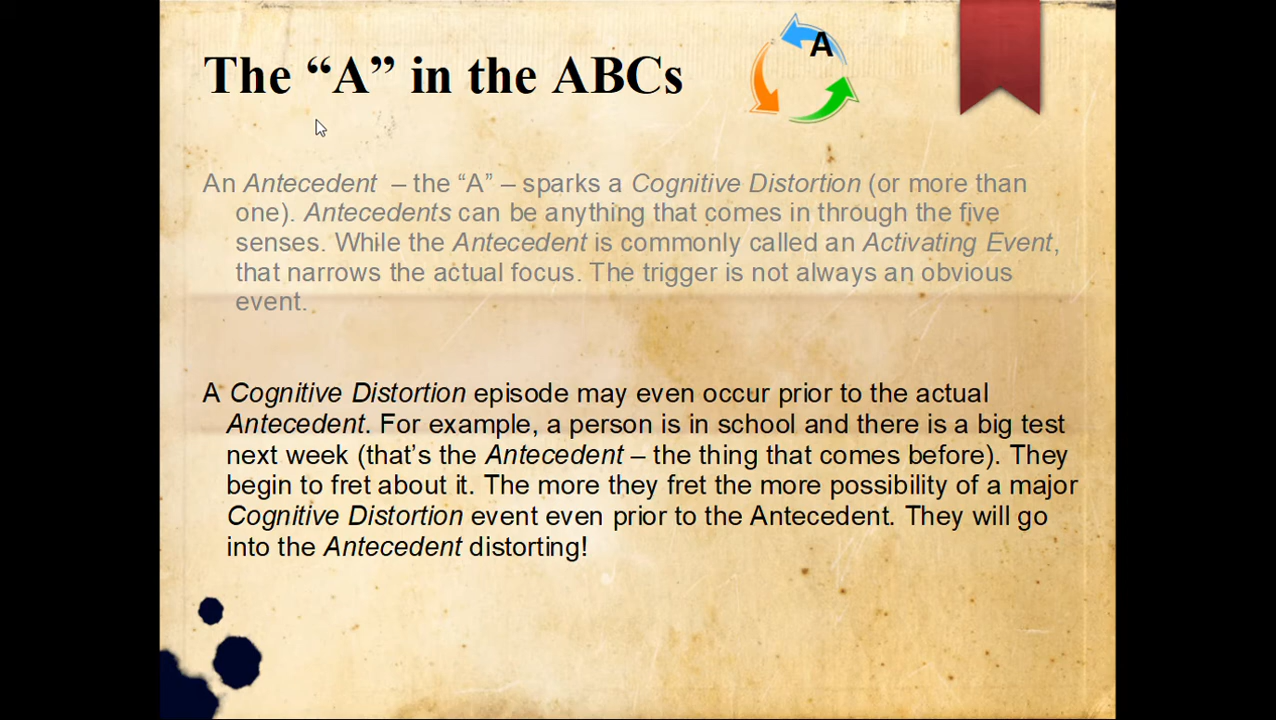 The “A” in the ABCs
A
An Antecedent – the “A” – sparks a Cognitive Distortion (or more than
one). Antecedents can be anything that comes in through the five
senses. While the Antecedent is commonly called an Activating Event,
that narrows the actual focus. The trigger is not always an obvious
event.
A Cognitive Distortion episode may even occur prior to the actual
Antecedent. For example, a person is in school and there is a big test
next week (that’s the Antecedent – the thing that comes before). They
begin to fret about it. The more they fret the more possibility of a major
Cognitive Distortion event even prior to the Antecedent. They will go
into the Antecedent distorting!